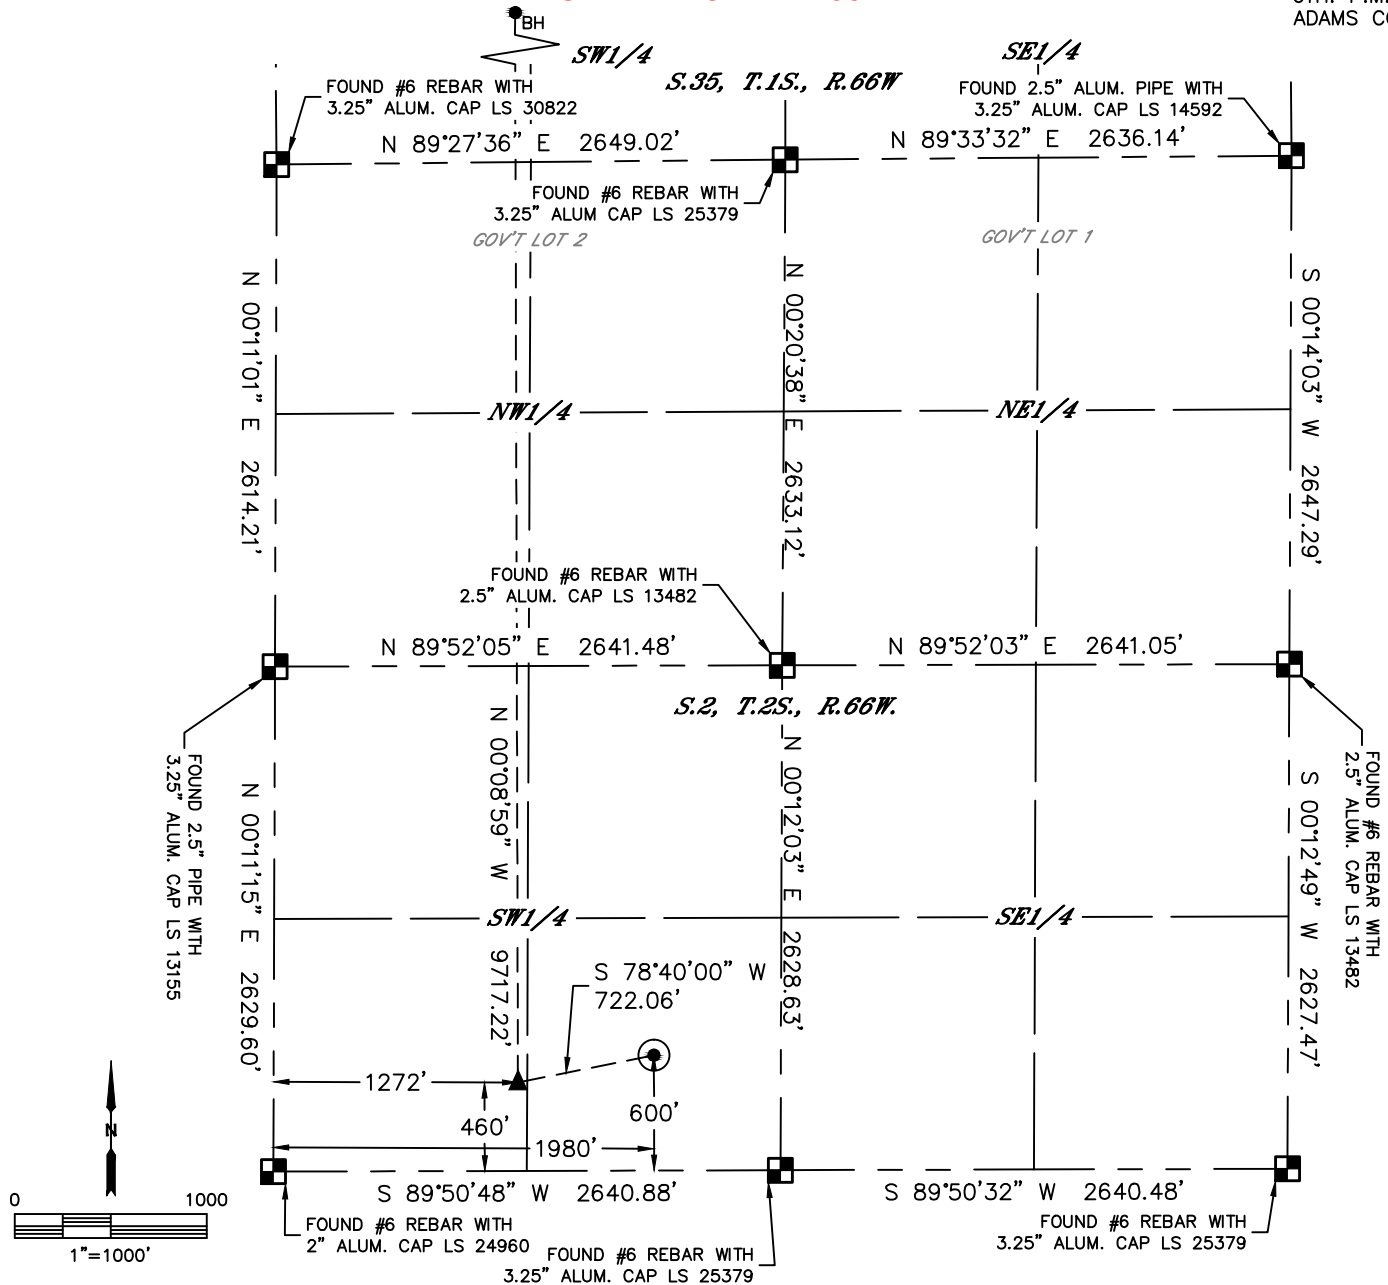 ADAMS CO
BH
SW1/4
SE1/4
S.35, T.1S., R.66W
FOUND #6 REBAR WITH
3.25" ALUM. CAP LS 30822
FOUND 2.5" ALUM. PIPE WITH
3.25" ALUM. CAP LS 14592
N 89°27'36" E 2649.02'
N 89°33'32" E 2636.14'
FOUND #6 REBAR WITH
3.25" ALUM CAP LS 25379
GOV'T LOT 2
GOV'T LOT 1
N 00°11'01" E 2614.21'
N 00°20'38" E 2633.12'
S 00°14'03" W 2647.29'
NW1/4
NE1/4
FOUND #6 REBAR WITH
2.5" ALUM. CAP LS 13482
N 89°52'05" E 2641.48'
N 89°52'03" E 2641.05'
S.2, T.2S., R.66W.
FOUND 2.5" PIPE WITH
3.25" ALUM. CAP LS 13155
N 00°11'15" E 2629.60'
N 00°08'59" W 9717.22'
N 00°12'03" E 2628.63'
S 00°12'49" W 2627.47'
FOUND #6 REBAR WITH
2.5" ALUM. CAP LS 13482
SW1/4
SE1/4
S 78°40'00" W
722.06'
1272'
460'
600'
1980'
N
S 89°50'48" W 2640.88'
S 89°50'32" W 2640.48'
0 1000
1"=1000'
FOUND #6 REBAR WITH
2" ALUM. CAP LS 24960
FOUND #6 REBAR WITH
3.25" ALUM. CAP LS 25379
FOUND #6 REBAR WITH
3.25" ALUM. CAP LS 25379